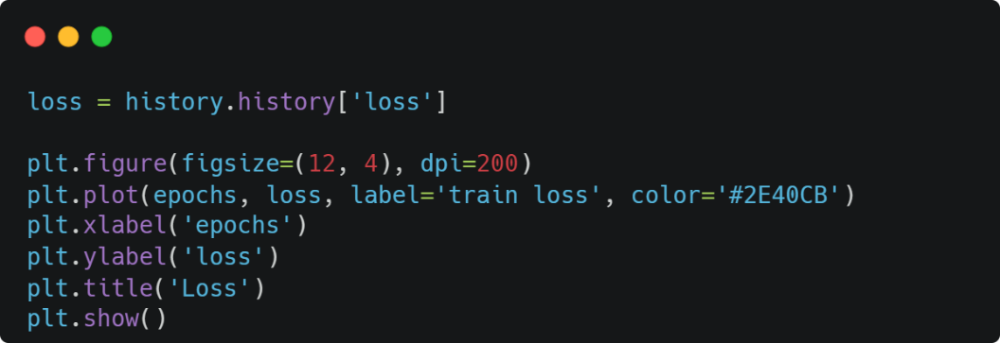 loss = history.history['loss']
plt.figure(figsize=(12, 4), dpi=200)
plt.plot(epochs, loss, label='train loss', color='#2E40CB')
plt.xlabel('epochs')
plt.ylabel('loss')
plt.title('Loss')
plt.show()